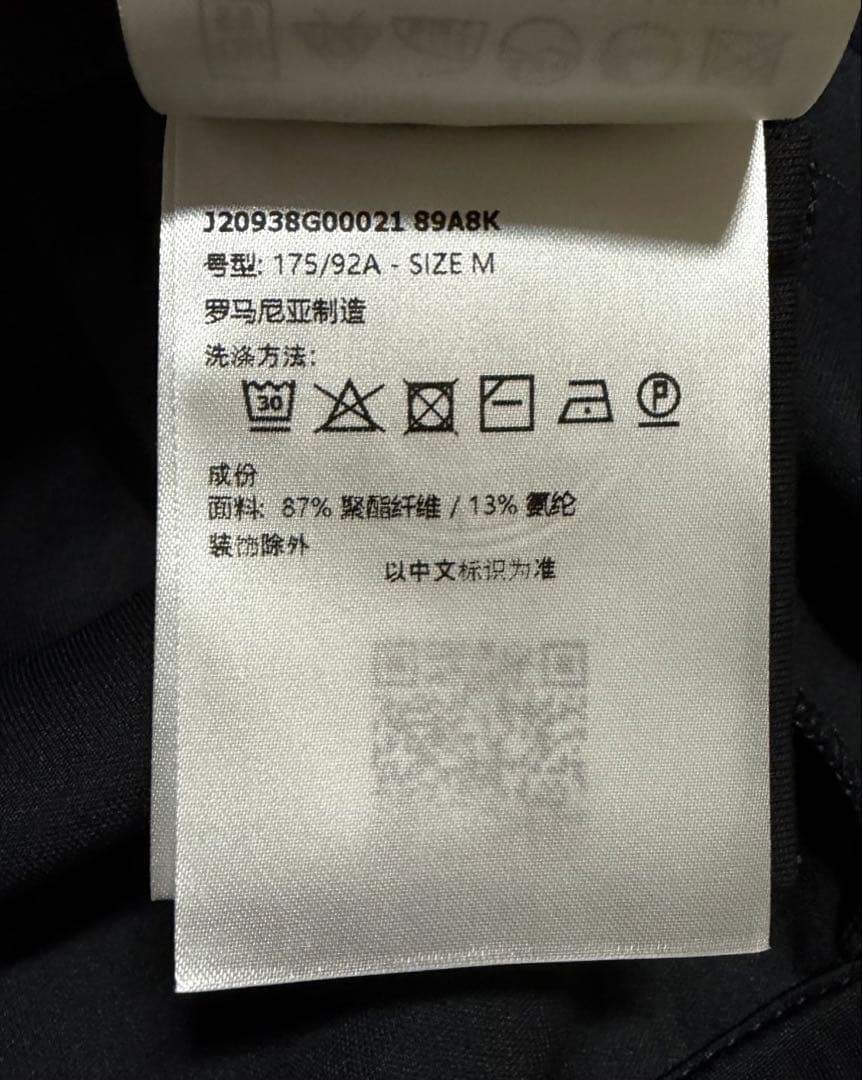 J20938G00021 89A8K
号型: 175/92A - SIZE M
罗马尼亚制造
洗涤方法:
30
P
成份
面料: 87% 聚酯纤维 / 13% 氨纶
装饰除外
以中文标识为准